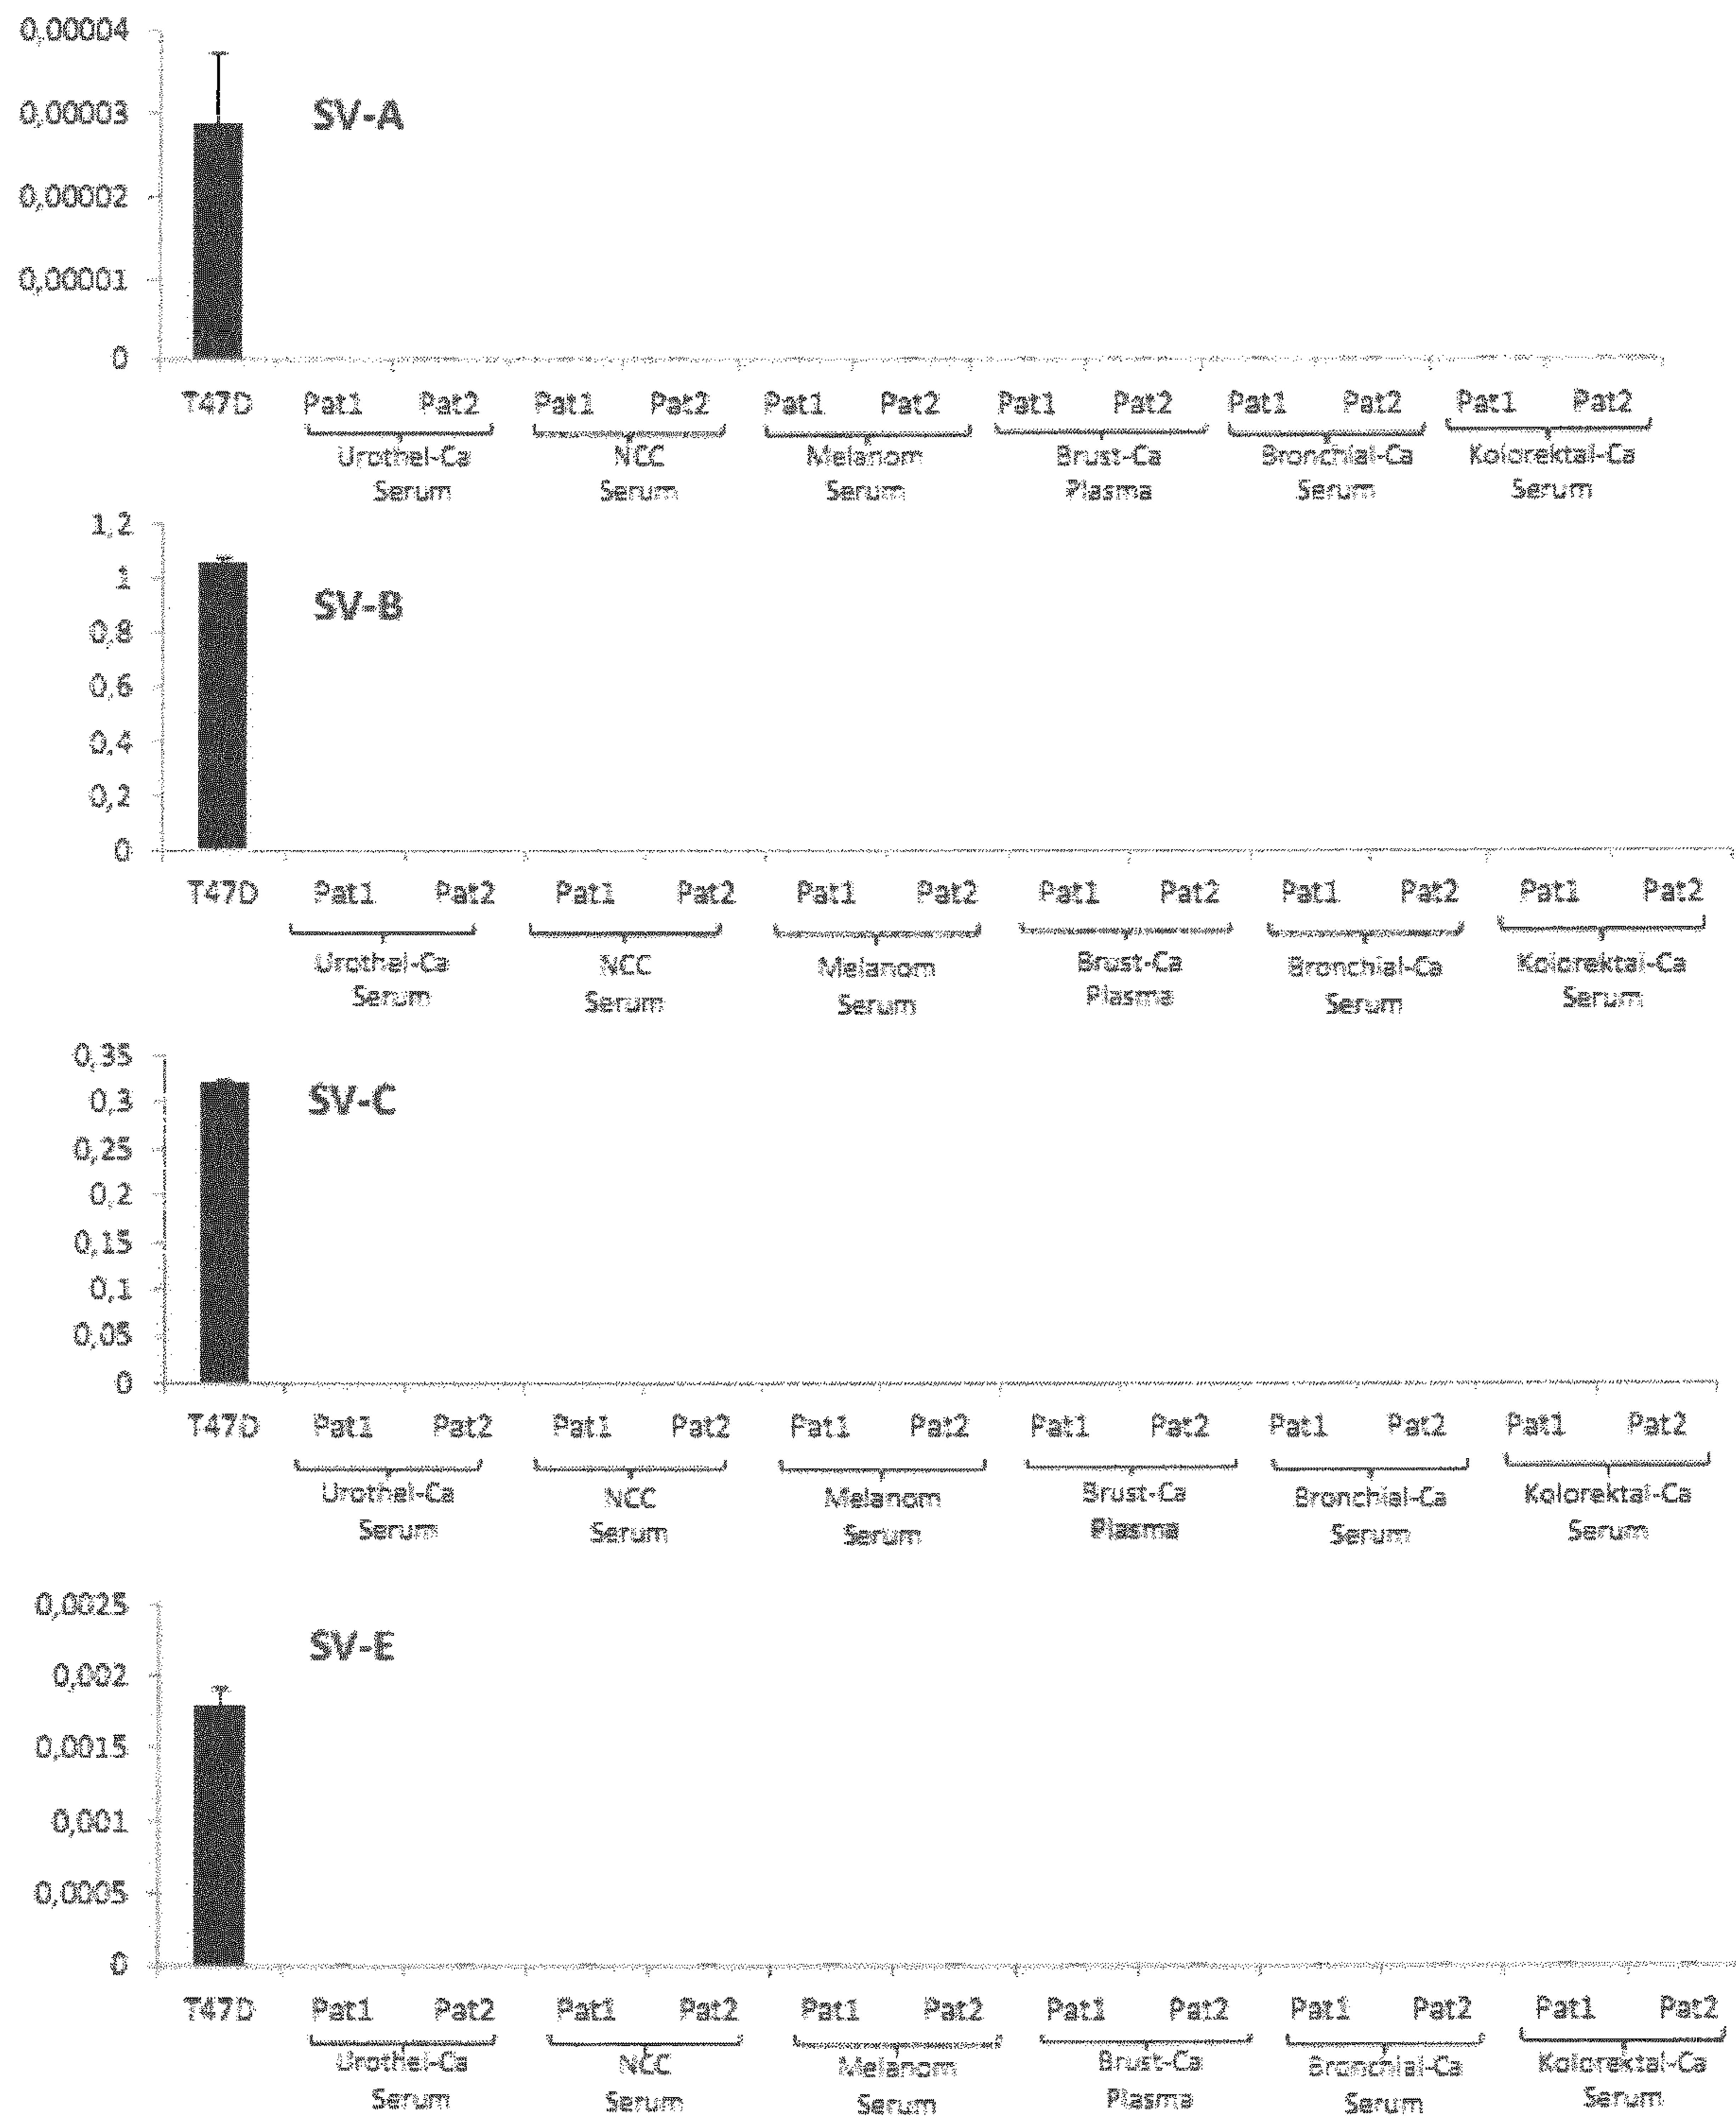 0,00004
SV-A
0,00003
0,00002
0,00001
0
T47D Pat1 Pat2 Pat1 Pat2 Pat1 Pat2 Pat1 Pat2 Pat1 Pat2 Pat1 Pat2
Urothel-Ca NCC Melanom Brust-Ca Bronchial-Ca Kolorektal-Ca
Serum Serum Serum Plasma Serum Serum
1,2
1
SV-B
0,8
0,6
0,4
0,2
0
T47D Pat1 Pat2 Pat1 Pat2 Pat1 Pat2 Pat1 Pat2 Pat1 Pat2 Pat1 Pat2
Urothel-Ca NCC Melanom Brust-Ca Bronchial-Ca Kolorektal-Ca
Serum Serum Serum Plasma Serum Serum
0,35
SV-C
0,3
0,25
0,2
0,15
0,1
0,05
0
T47D Pat1 Pat2 Pat1 Pat2 Pat1 Pat2 Pat1 Pat2 Pat1 Pat2 Pat1 Pat2
Urothel-Ca NCC Melanom Brust-Ca Bronchial-Ca Kolorektal-Ca
Serum Serum Serum Plasma Serum Serum
0,0025
SV-E
0,002
0,0015
0,001
0,0005
0
T47D Pat1 Pat2 Pat1 Pat2 Pat1 Pat2 Pat1 Pat2 Pat1 Pat2 Pat1 Pat2
Urothel-Ca NCC Melanom Brust-Ca Bronchial-Ca Kolorektal-Ca
Serum Serum Serum Plasma Serum Serum